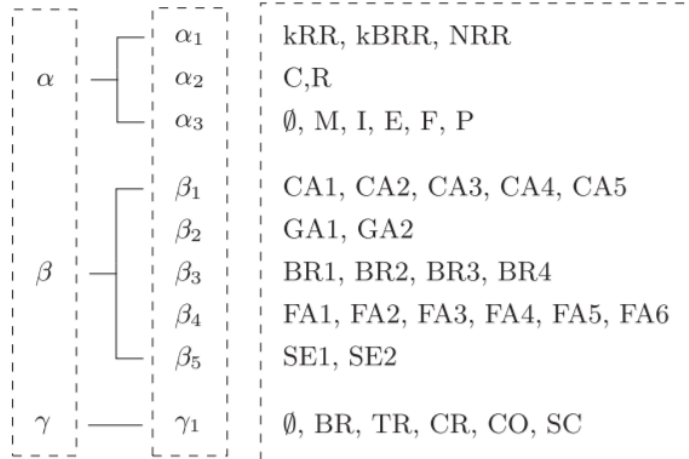 α₁ kRR, kBRR, NRR
α α₂ C,R
α₃ ∅, M, I, E, F, P
β₁ CA1, CA2, CA3, CA4, CA5
β₂ GA1, GA2
β β₃ BR1, BR2, BR3, BR4
β₄ FA1, FA2, FA3, FA4, FA5, FA6
β₅ SE1, SE2
γ γ₁ ∅, BR, TR, CR, CO, SC